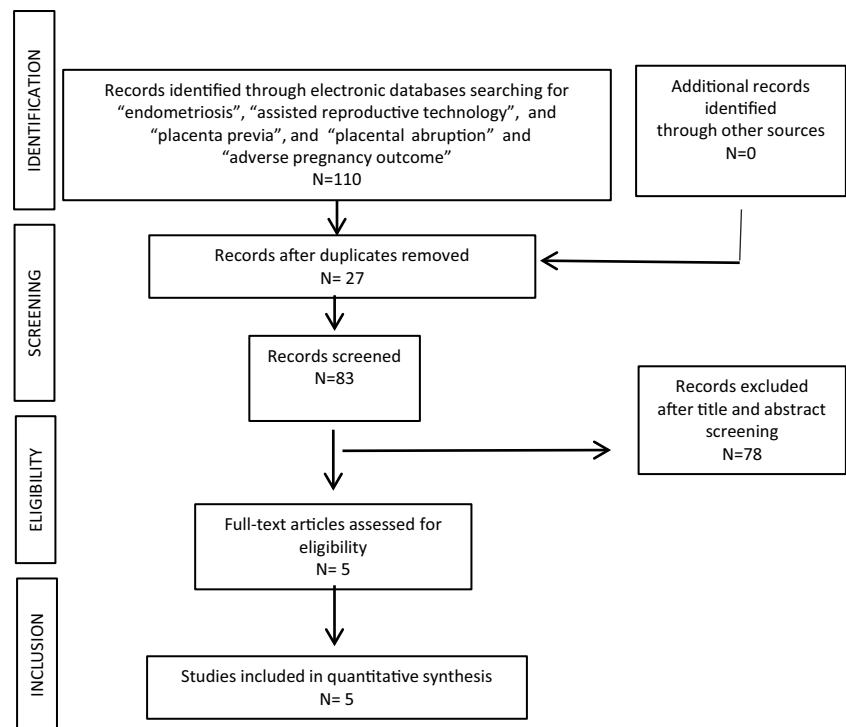 IDENTIFICATION
Records identified through electronic databases searching for
“endometriosis”, “assisted reproductive technology”, and
“placenta previa”, and “placental abruption” and
“adverse pregnancy outcome”
N=110
Additional records
identified
through other sources
N=0
SCREENING
Records after duplicates removed
N= 27
Records screened
N=83
Records excluded
after title and abstract
screening
N=78
ELIGIBILITY
Full-text articles assessed for
eligibility
N= 5
INCLUSION
Studies included in quantitative synthesis
N= 5